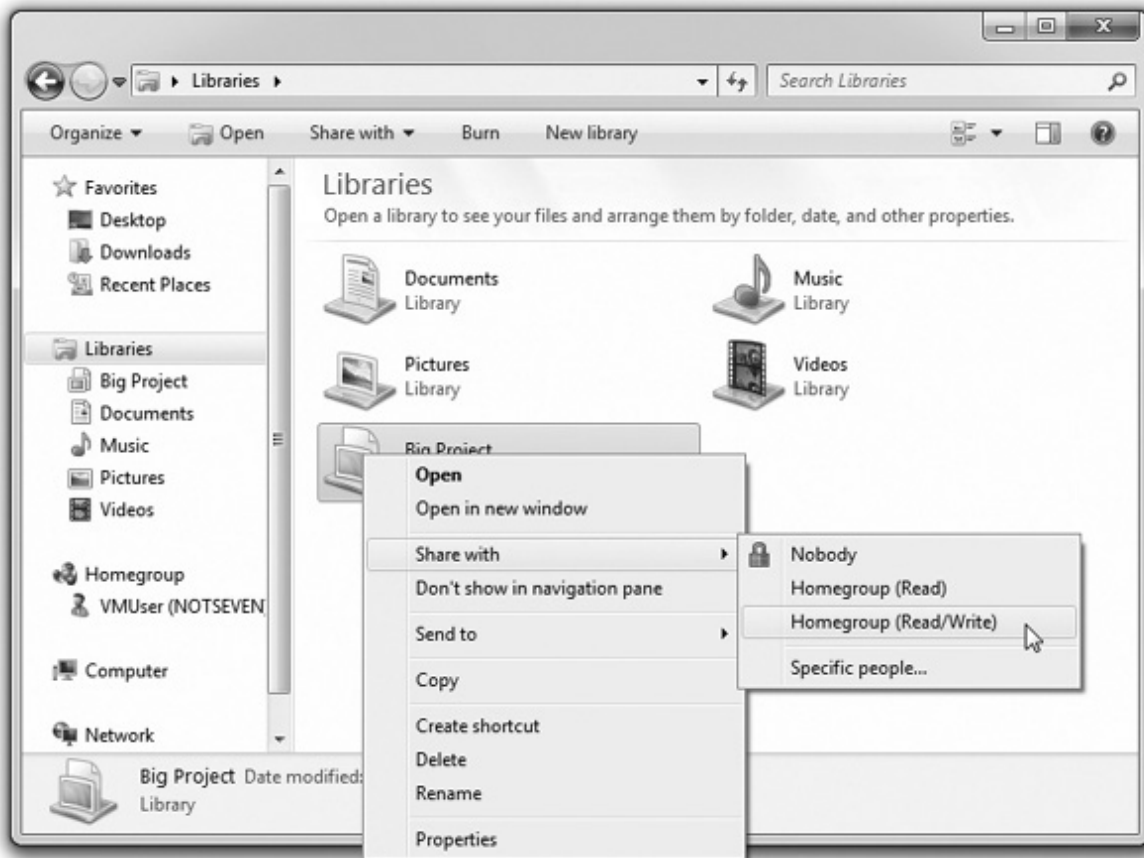 Libraries
Search Libraries
Organize
Open
Share with
Burn
New library
Favorites
Desktop
Downloads
Recent Places
Libraries
Big Project
Documents
Music
Pictures
Videos
Homegroup
VMUser (NOTSEVEN)
Computer
Network
Libraries
Open a library to see your files and arrange them by folder, date, and other properties.
Documents
Library
Music
Library
Pictures
Library
Videos
Library
Big Project
Open
Open in new window
Share with
Don't show in navigation pane
Send to
Copy
Create shortcut
Delete
Rename
Properties
Nobody
Homegroup (Read)
Homegroup (Read/Write)
Specific people...
Big Project Date modified:
Library